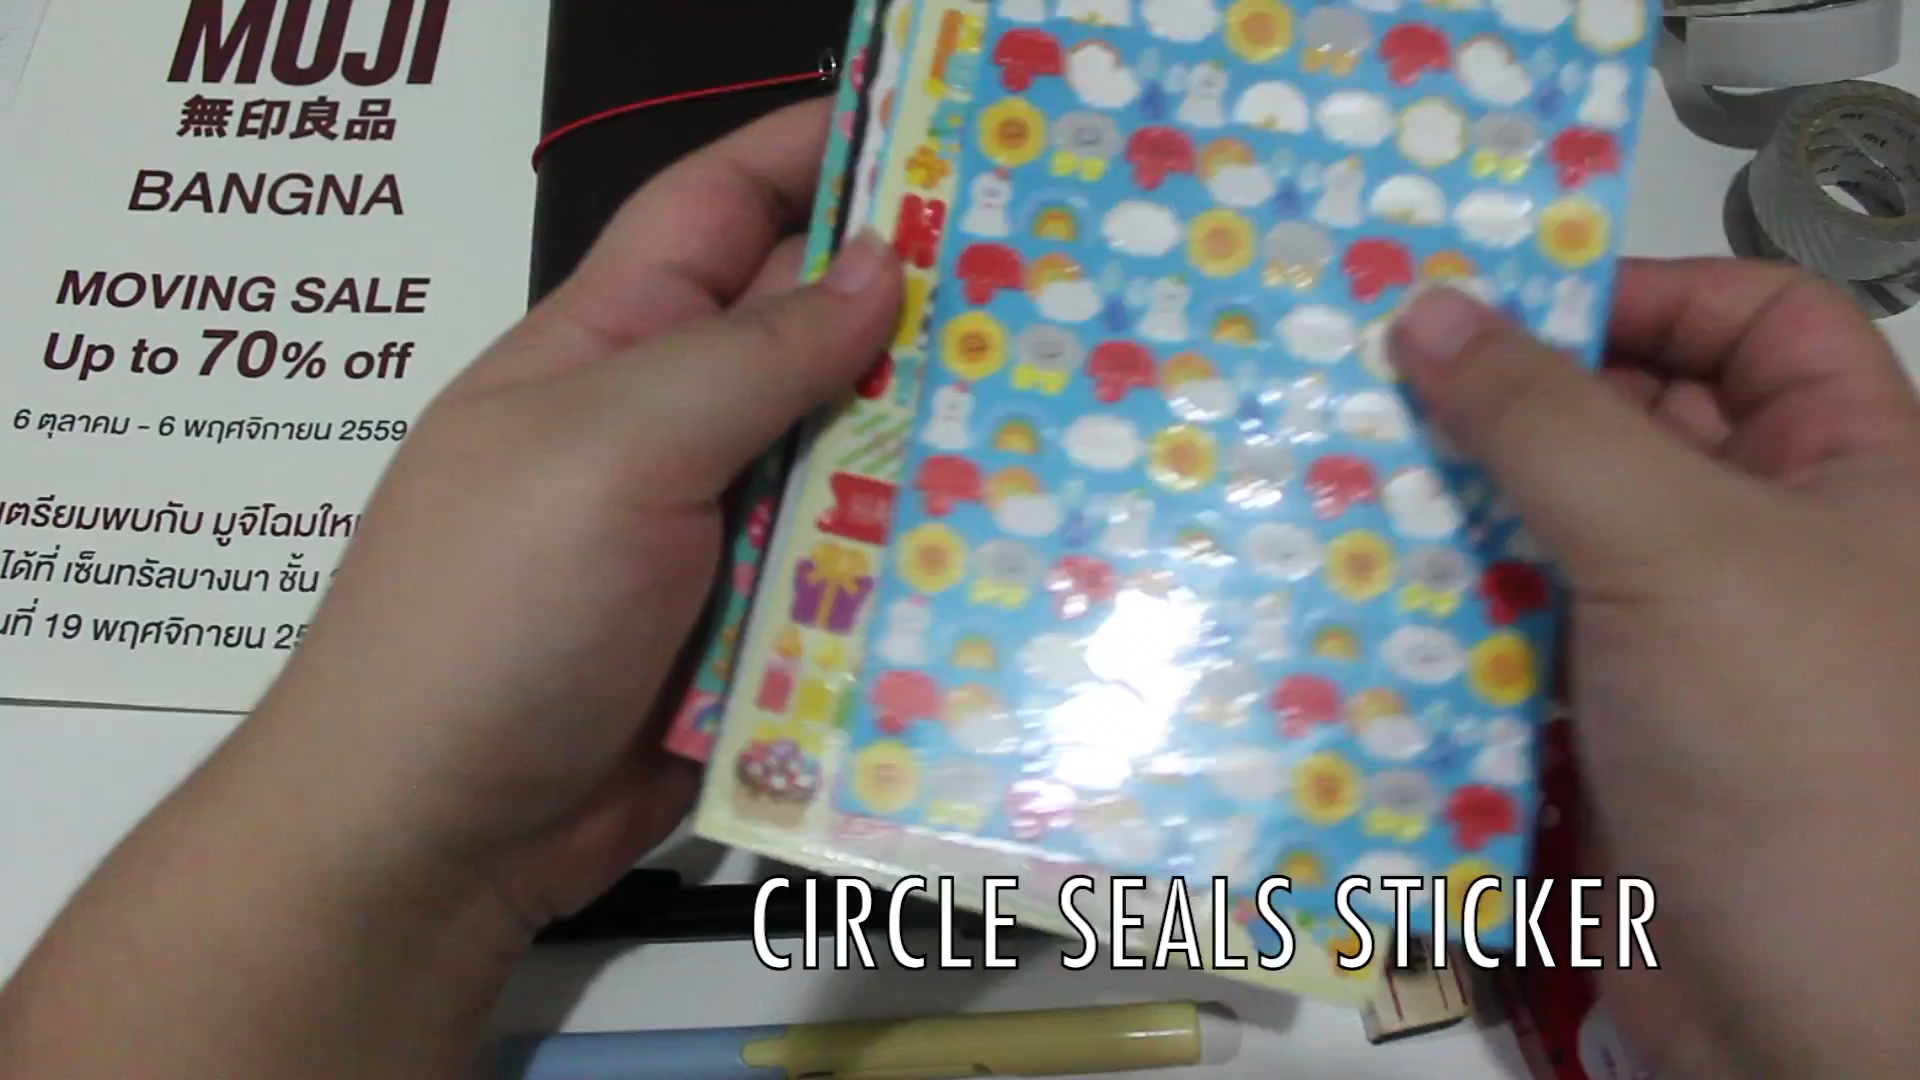 MUJI
無印良品
BANGNA
MOVING SALE
Up to 70% off
6 ตุลาคม - 6 พฤศจิกายน 2559
เตรียมพบกับ มูจิโฉมให
ได้ที่ เซ็นทรัลบางนา ชั้น
นที่ 19 พฤศจิกายน 25
CIRCLE SEALS STICKER